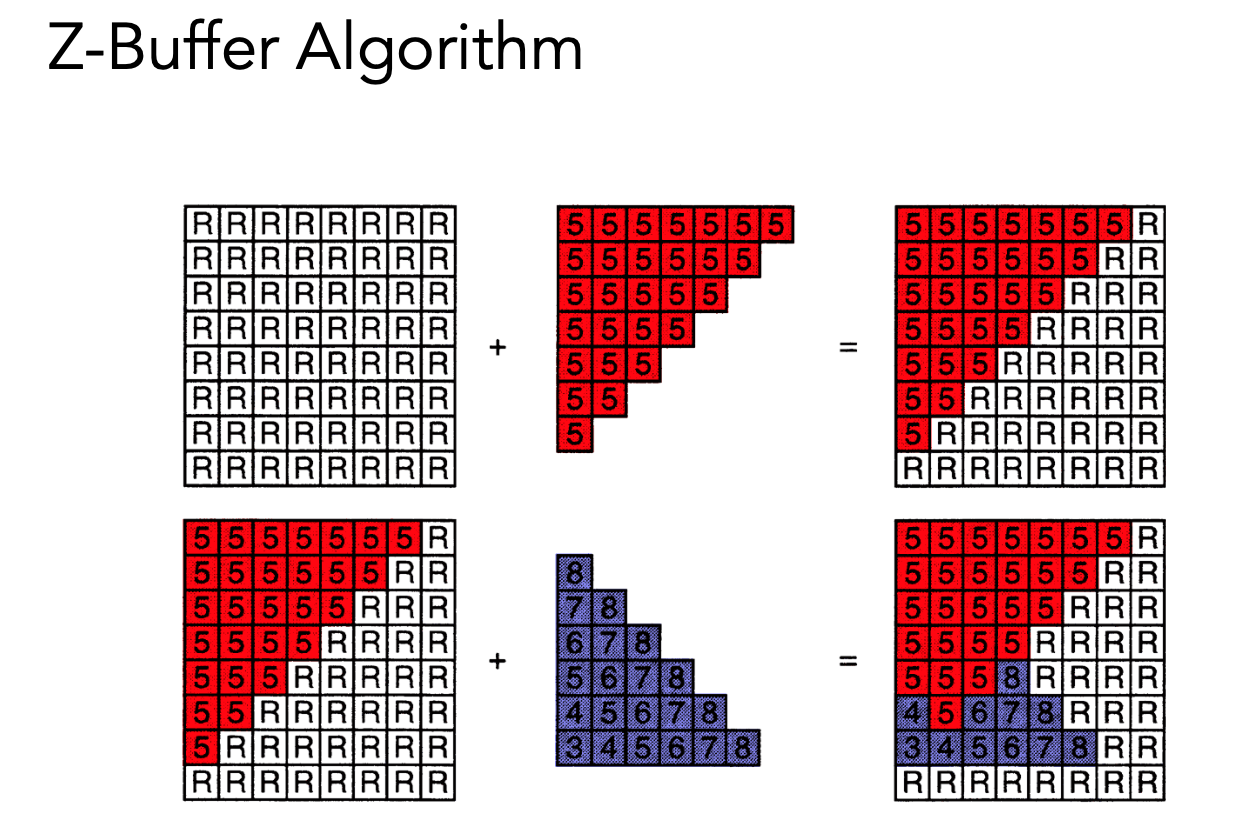 Z-Buffer Algorithm
R R R R R R R R 5 5 5 5 5 5 5 5 5 5 5 5 5 5 R
R R R R R R R R 5 5 5 5 5 5 5 5 5 5 5 5 R R
R R R R R R R R 5 5 5 5 5 5 5 5 5 5 R R R
R R R R R R R R 5 5 5 5 5 5 5 5 R R R R
+ =
R R R R R R R R 5 5 5 5 5 5 R R R R R
R R R R R R R R 5 5 5 5 R R R R R R
R R R R R R R R 5 5 R R R R R R R
R R R R R R R R R R R R R R R R
5 5 5 5 5 5 5 R 5 5 5 5 5 5 5 R
5 5 5 5 5 5 R R 8 5 5 5 5 5 5 R R
5 5 5 5 5 R R R 7 8 5 5 5 5 5 R R R
5 5 5 5 R R R R 6 7 8 5 5 5 5 R R R R
+ =
5 5 5 R R R R R 5 6 7 8 5 5 5 8 R R R R
5 5 R R R R R R 4 5 6 7 8 4 5 6 7 8 R R R
5 R R R R R R R 3 4 5 6 7 8 3 4 5 6 7 8 R R
R R R R R R R R R R R R R R R R